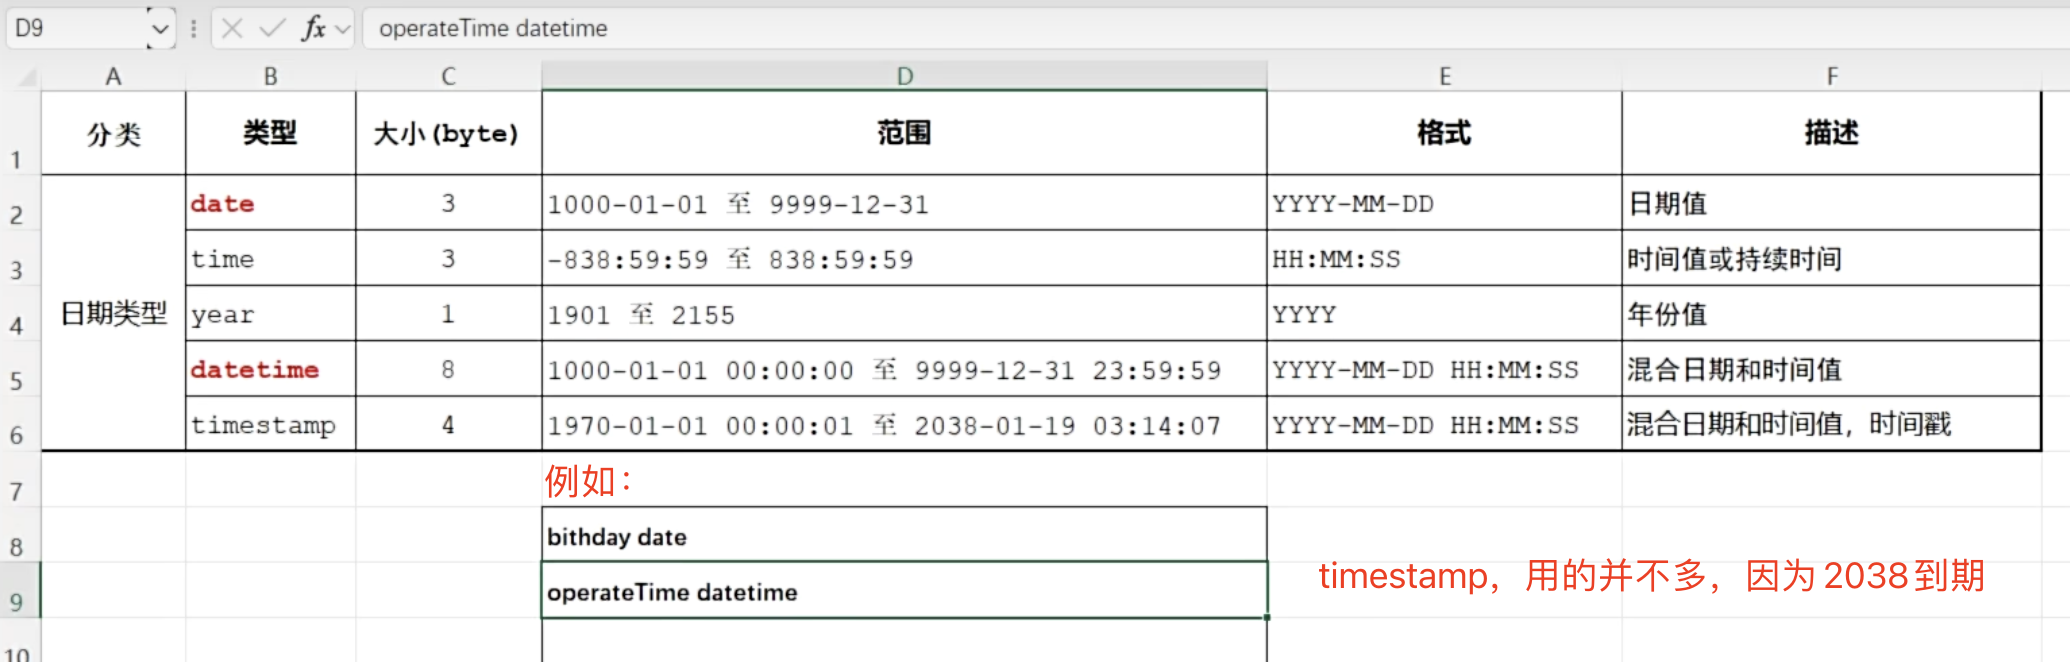 D9 fx operateTime datetime
A B C D E F
1 分类 类型 大小(byte) 范围 格式 描述
2 date 3 1000-01-01 至 9999-12-31 YYYY-MM-DD 日期值
3 time 3 -838:59:59 至 838:59:59 HH:MM:SS 时间值或持续时间
4 日期类型 year 1 1901 至 2155 YYYY 年份值
5 datetime 8 1000-01-01 00:00:00 至 9999-12-31 23:59:59 YYYY-MM-DD HH:MM:SS 混合日期和时间值
6 timestamp 4 1970-01-01 00:00:01 至 2038-01-19 03:14:07 YYYY-MM-DD HH:MM:SS 混合日期和时间值，时间戳
7 例如：
8 bithday date
timestamp，用的并不多，因为2038到期
9 operateTime datetime
10